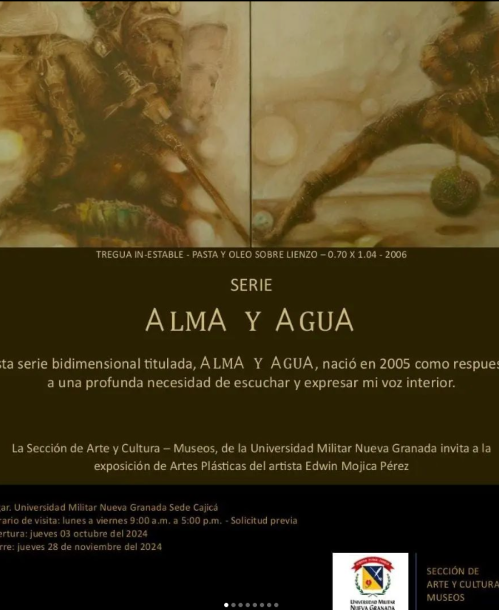 TREGUA IN-ESTABLE - PASTA Y OLEO SOBRE LIENZO – 0.70 X 1.04 - 2006
SERIE
ALMA Y AGUA
sta serie bidimensional titulada, ALMA Y AGUA, nació en 2005 como respues
a una profunda necesidad de escuchar y expresar mi voz interior.
La Sección de Arte y Cultura – Museos, de la Universidad Militar Nueva Granada invita a la
exposición de Artes Plásticas del artista Edwin Mojica Pérez
gar. Universidad Militar Nueva Granada Sede Cajicá
rario de visita: lunes a viernes 9:00 a.m. a 5:00 p.m. - Solicitud previa
ertura: jueves 03 octubre del 2024
rre: jueves 28 de noviembre del 2024
UNIVERSIDAD MILITAR
NUEVA GRANADA
SECCIÓN DE
ARTE Y CULTURA
MUSEOS